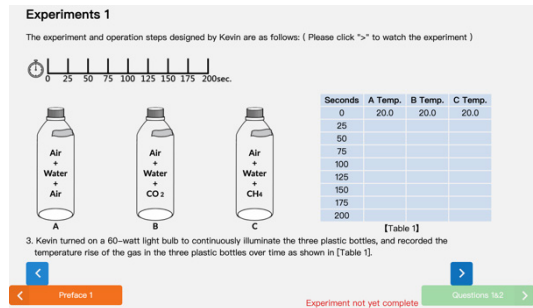 Experiments 1
The experiment and operation steps designed by Kevin are as follows: ( Please click ">" to watch the experiment )
0 25 50 75 100 125 150 175 200sec.
Seconds A Temp. B Temp. C Temp.
0 20.0 20.0 20.0
25
50
75
100
125
150
175
200
[Table 1]
Air
+
Water
+
Air
A
Air
+
Water
+
CO2
B
Air
+
Water
+
CH4
C
3. Kevin turned on a 60-watt light bulb to continuously illuminate the three plastic bottles, and recorded the
temperature rise of the gas in the three plastic bottles over time as shown in [Table 1].
<
>
< Preface 1
Experiment not yet complete
Questions 1&2 >